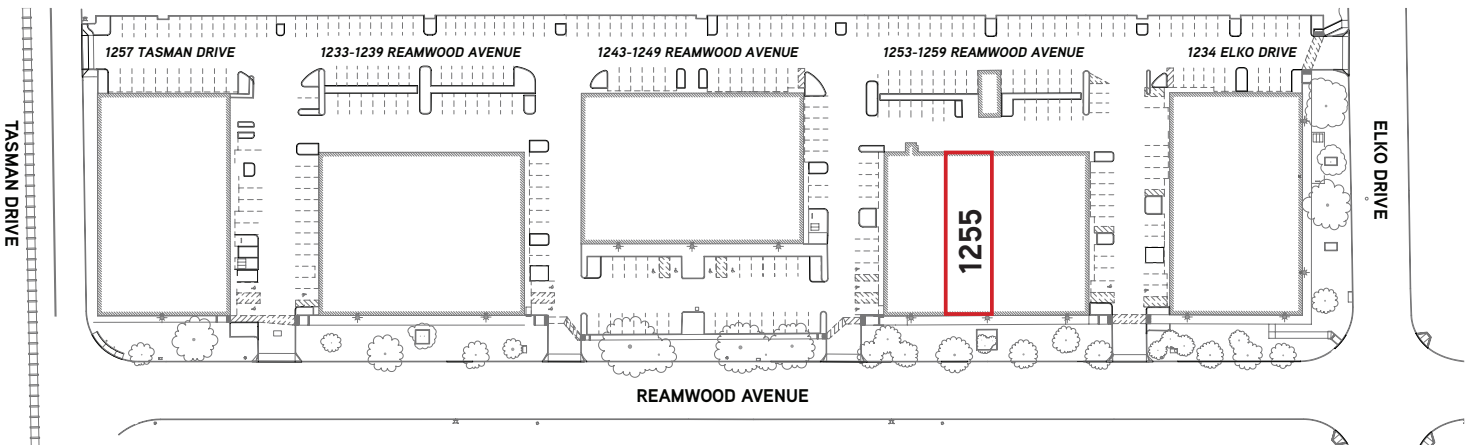 1257 TASMAN DRIVE
1233-1239 REAMWOOD AVENUE
1243-1249 REAMWOOD AVENUE
1253-1259 REAMWOOD AVENUE
1234 ELKO DRIVE
TASMAN DRIVE
1255
ELKO DRIVE
REAMWOOD AVENUE